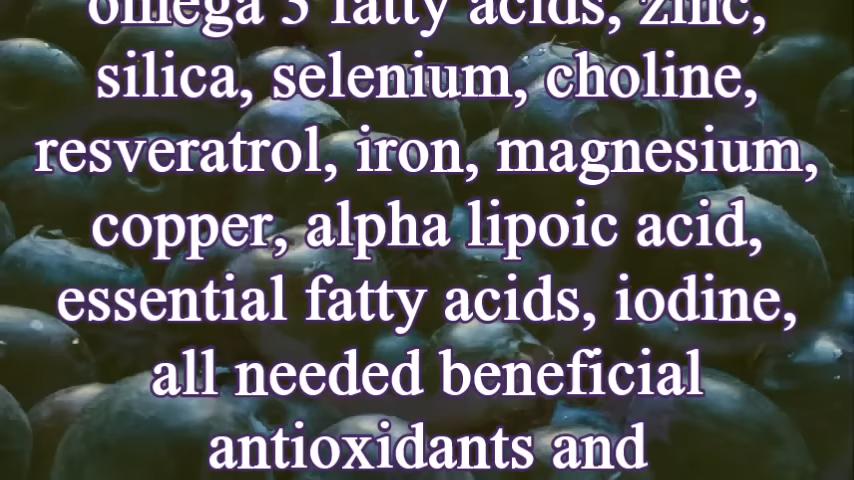 omega 3 fatty acids, zinc,
silica, selenium, choline,
resveratrol, iron, magnesium,
copper, alpha lipoic acid,
essential fatty acids, iodine,
all needed beneficial
antioxidants and